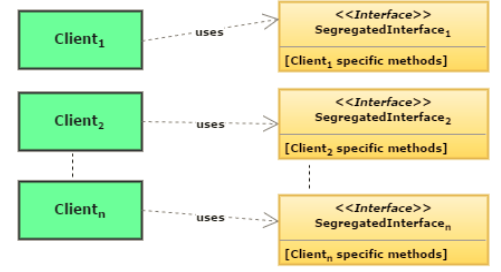 Client₁
uses
<<Interface>>
SegregatedInterface₁
[Client₁ specific methods]
Client₂
uses
<<Interface>>
SegregatedInterface₂
[Client₂ specific methods]
Clientₙ
uses
<<Interface>>
SegregatedInterfaceₙ
[Clientₙ specific methods]